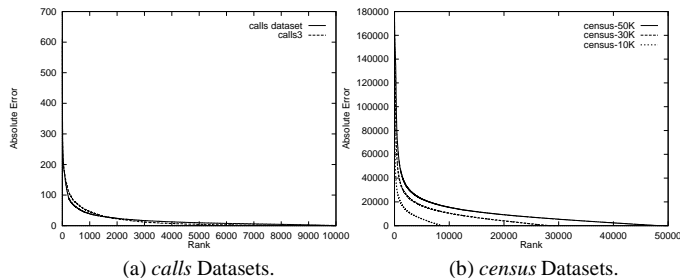 700
600
500
400
300
200
100
0
Absolute Error
0 1000 2000 3000 4000 5000 6000 7000 8000 9000 10000
Rank
calls dataset
calls3
(a) calls Datasets.
180000
160000
140000
120000
100000
80000
60000
40000
20000
0
Absolute Error
0 10000 20000 30000 40000 50000
Rank
census-50K
census-30K
census-10K
(b) census Datasets.